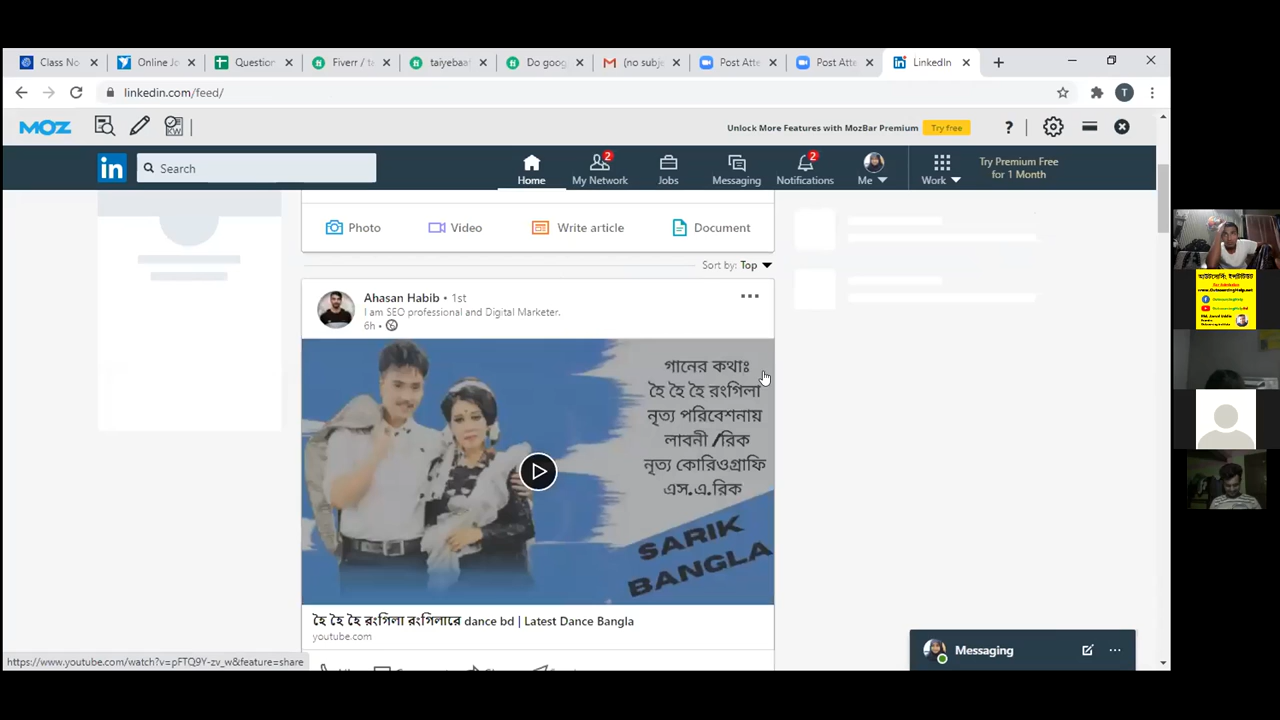 Class No
Online Jo
Question
Fiverr / ta
taiyebaaf
Do goog
(no subje
Post Atte
Post Atte
LinkedIn
linkedin.com/feed/
T
MOZ
Unlock More Features with MozBar Premium
Try free
in
Search
Home
2
My Network
Jobs
Messaging
2
Notifications
Me
Work
Try Premium Free
for 1 Month
Photo
Video
Write article
Document
Sort by: Top
Ahasan Habib • 1st
I am SEO professional and Digital Marketer.
6h •
গানের কথাঃ
হৈ হৈ হৈ রংগিলা
নৃত্য পরিবেশনায়
লাবনী /রিক
নৃত্য কোরিওগ্রাফি
এস.এ.রিক
SARIK
BANGLA
হৈ হৈ হৈ রংগিলা রংগিলারে dance bd | Latest Dance Bangla
youtube.com
https://www.youtube.com/watch?v=pFTQ9Y-zv_w&feature=share
Messaging